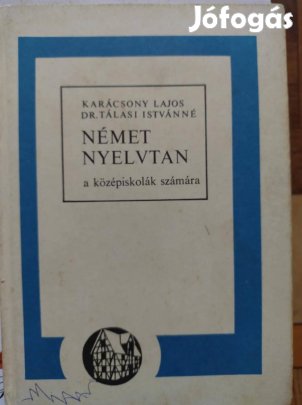 Jófogás
KARÁCSONY LAJOS
DR. TÁLASI ISTVÁNNÉ
NÉMET
NYELVTAN
a középiskolák számára